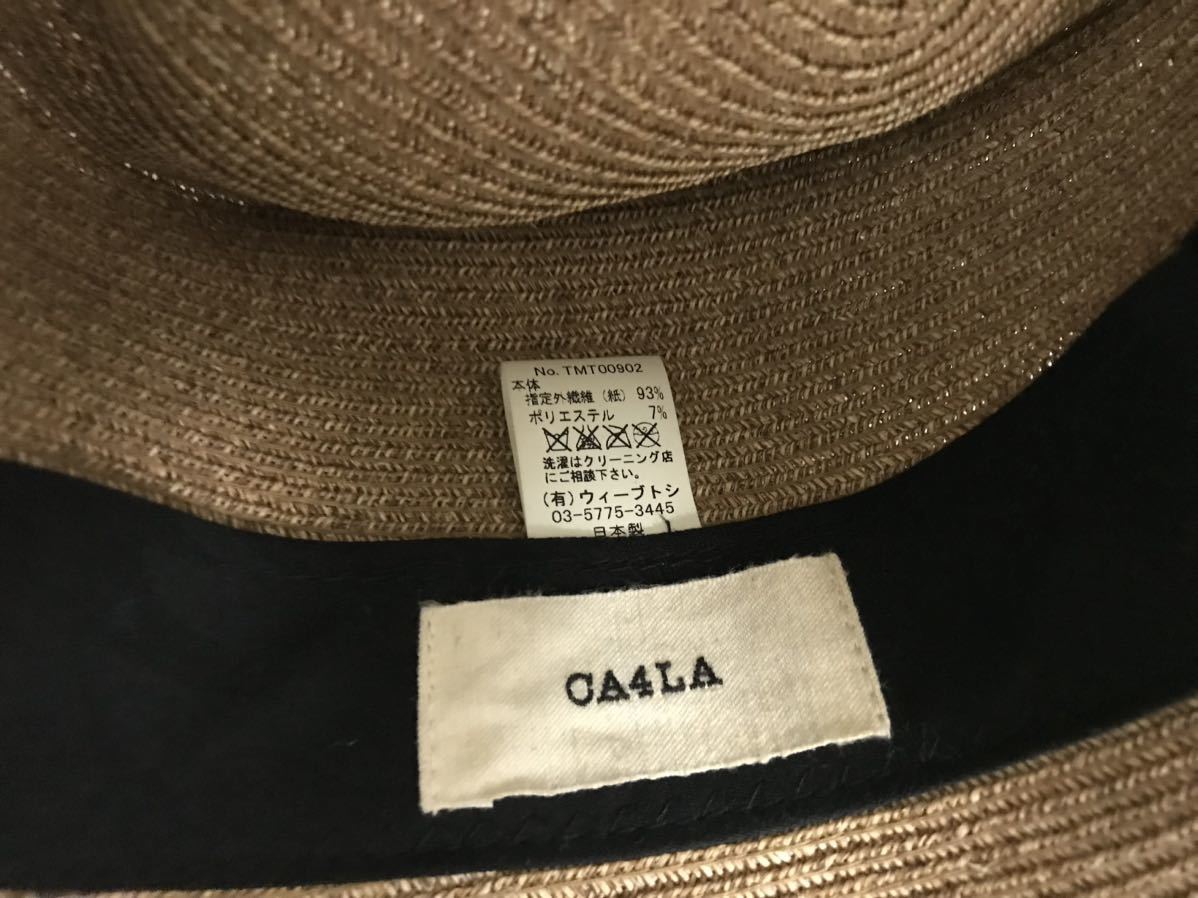 No. TMT00902
本体
指定外繊維（紙） 93%
ポリエステル 7%
洗濯はクリーニング店
にご相談下さい。
(有)ウィーブトシ
03-5775-3445
日本製
CA4LA